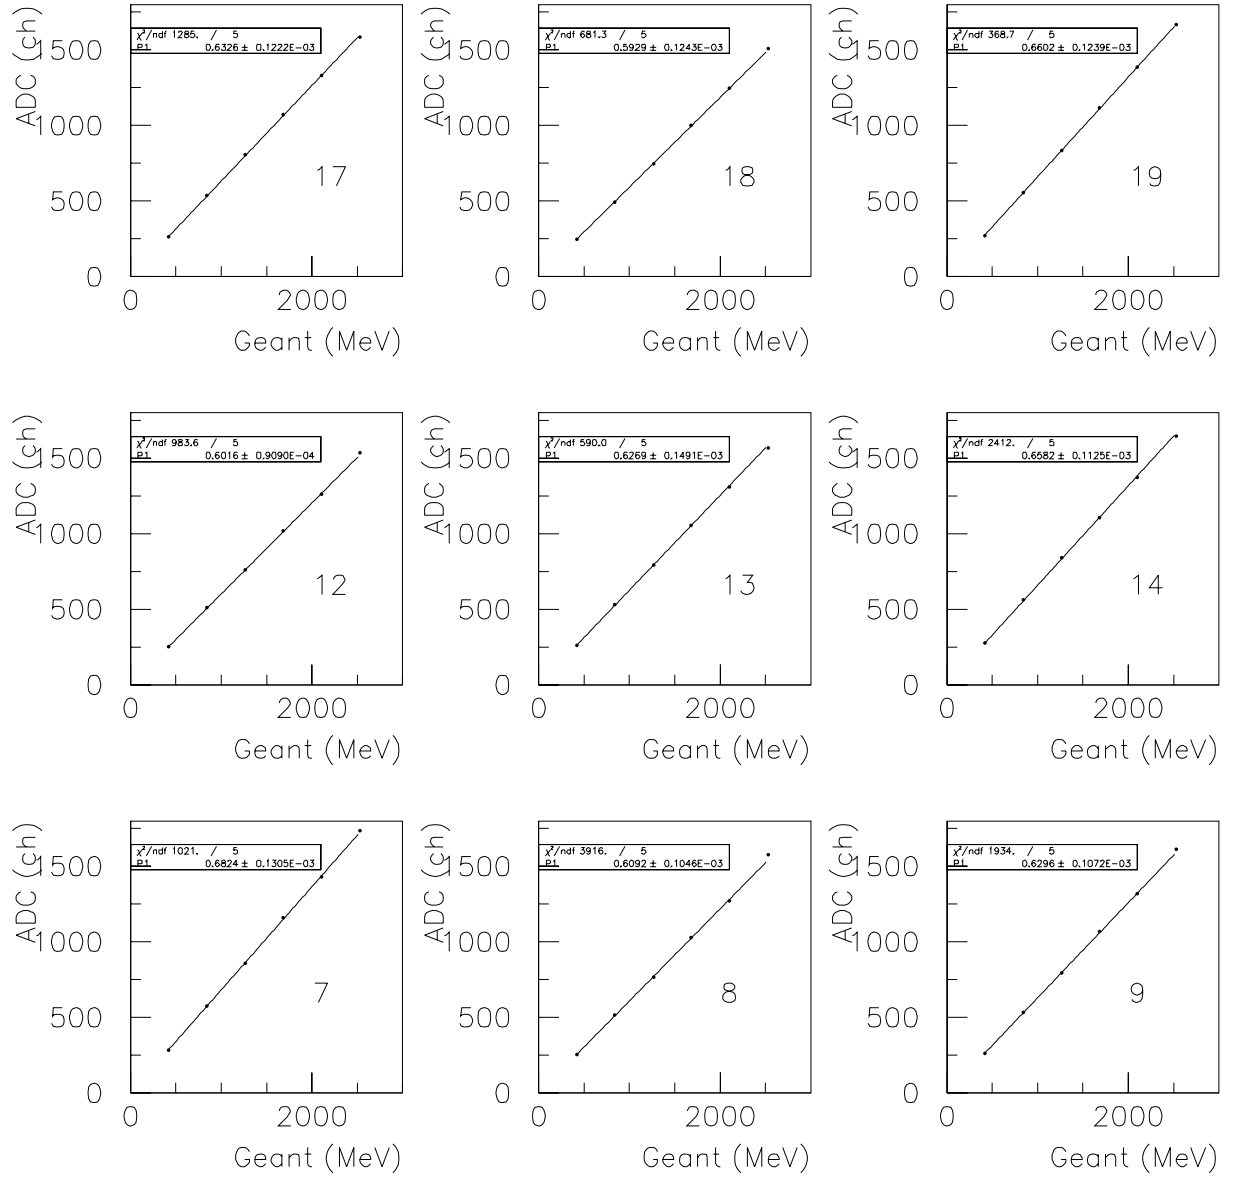 ADC (ch)
1500
1000
500
0
χ²/ndf 1285. / 5
P1 0.6326 ± 0.1222E-03
17
0 2000
Geant (MeV)
ADC (ch)
1500
1000
500
0
χ²/ndf 681.3 / 5
P1 0.5929 ± 0.1243E-03
18
0 2000
Geant (MeV)
ADC (ch)
1500
1000
500
0
χ²/ndf 368.7 / 5
P1 0.6602 ± 0.1239E-03
19
0 2000
Geant (MeV)
ADC (ch)
1500
1000
500
0
χ²/ndf 983.6 / 5
P1 0.6016 ± 0.9090E-04
12
0 2000
Geant (MeV)
ADC (ch)
1500
1000
500
0
χ²/ndf 590.0 / 5
P1 0.6269 ± 0.1491E-03
13
0 2000
Geant (MeV)
ADC (ch)
1500
1000
500
0
χ²/ndf 2412. / 5
P1 0.6582 ± 0.1125E-03
14
0 2000
Geant (MeV)
ADC (ch)
1500
1000
500
0
χ²/ndf 1021. / 5
P1 0.6824 ± 0.1305E-03
7
0 2000
Geant (MeV)
ADC (ch)
1500
1000
500
0
χ²/ndf 3916. / 5
P1 0.6092 ± 0.1046E-03
8
0 2000
Geant (MeV)
ADC (ch)
1500
1000
500
0
χ²/ndf 1934. / 5
P1 0.6296 ± 0.1072E-03
9
0 2000
Geant (MeV)